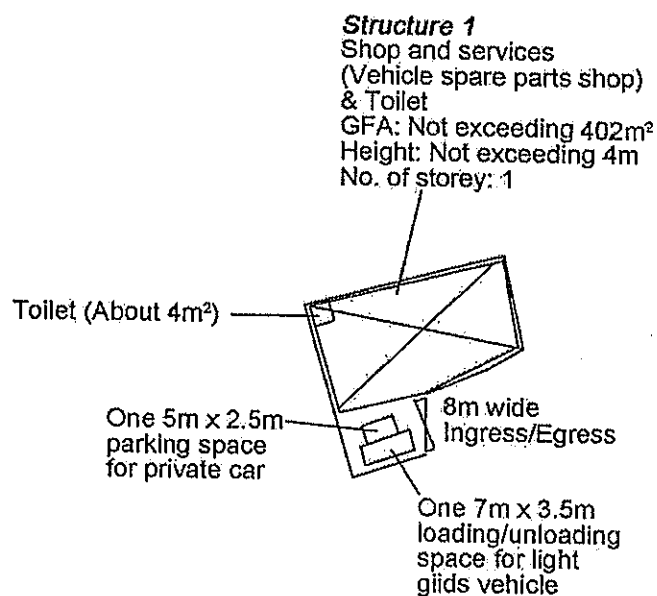 Structure 1
Shop and services
(Vehicle spare parts shop)
& Toilet
GFA: Not exceeding 402m²
Height: Not exceeding 4m
No. of storey: 1
Toilet (About 4m²)
One 5m x 2.5m
parking space
for private car
8m wide
Ingress/Egress
One 7m x 3.5m
loading/unloading
space for light
giids vehicle